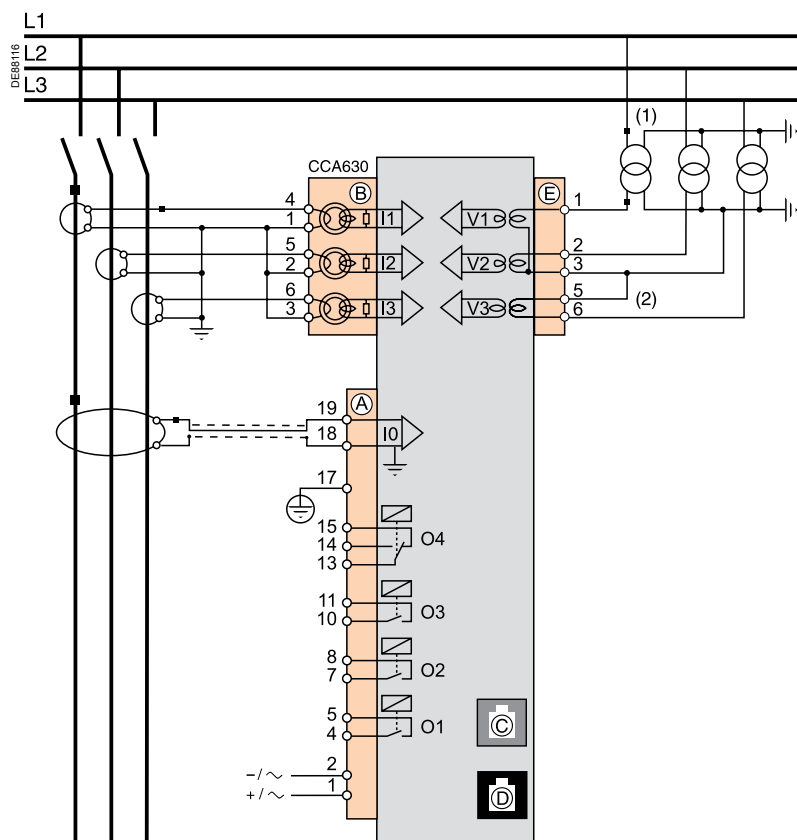 L1
DE88116
L2
L3
(1)
CCA630
B
E
4
I1
V1
1
1
5
I2
V2
2
2
3
6
I3
V3
5
(2)
3
6
A
19
18
I0
17
15
14
O4
13
11
O3
10
8
O2
7
5
O1
4
C
–/∼
2
+/∼
1
D